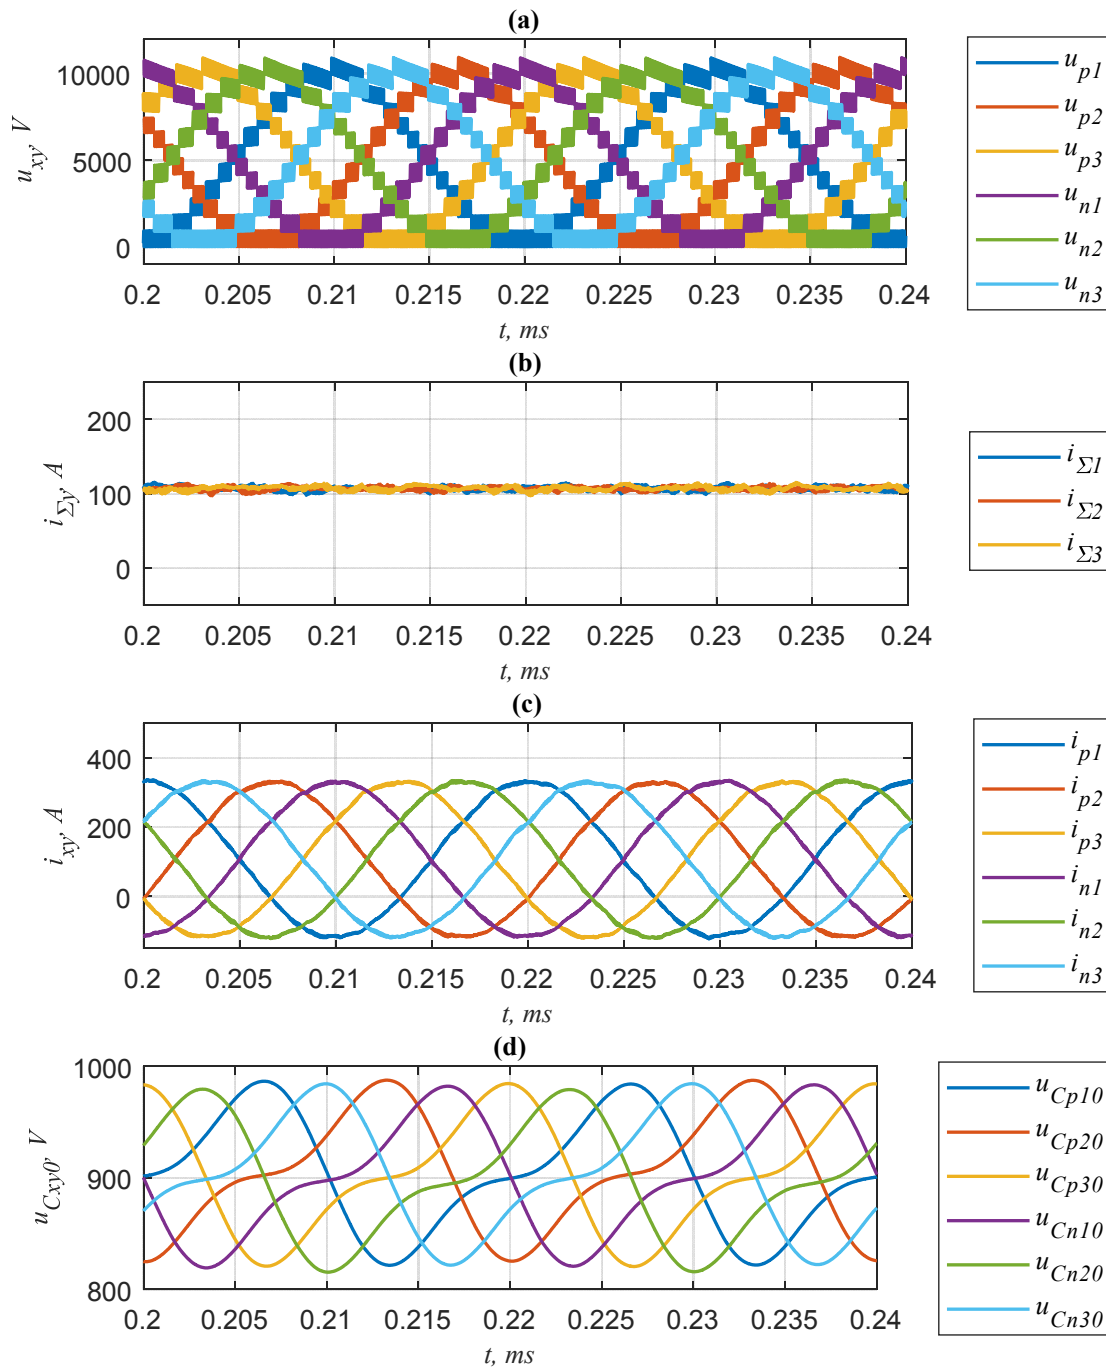 (a)
u_xy, V
10000
5000
0
0.2 0.205 0.21 0.215 0.22 0.225 0.23 0.235 0.24
t, ms
u_p1
u_p2
u_p3
u_n1
u_n2
u_n3
(b)
i_Σy, A
200
100
0
0.2 0.205 0.21 0.215 0.22 0.225 0.23 0.235 0.24
t, ms
i_Σ1
i_Σ2
i_Σ3
(c)
i_xy, A
400
200
0
0.2 0.205 0.21 0.215 0.22 0.225 0.23 0.235 0.24
t, ms
i_p1
i_p2
i_p3
i_n1
i_n2
i_n3
(d)
u_Cxy0, V
1000
900
800
0.2 0.205 0.21 0.215 0.22 0.225 0.23 0.235 0.24
t, ms
u_Cp10
u_Cp20
u_Cp30
u_Cn10
u_Cn20
u_Cn30